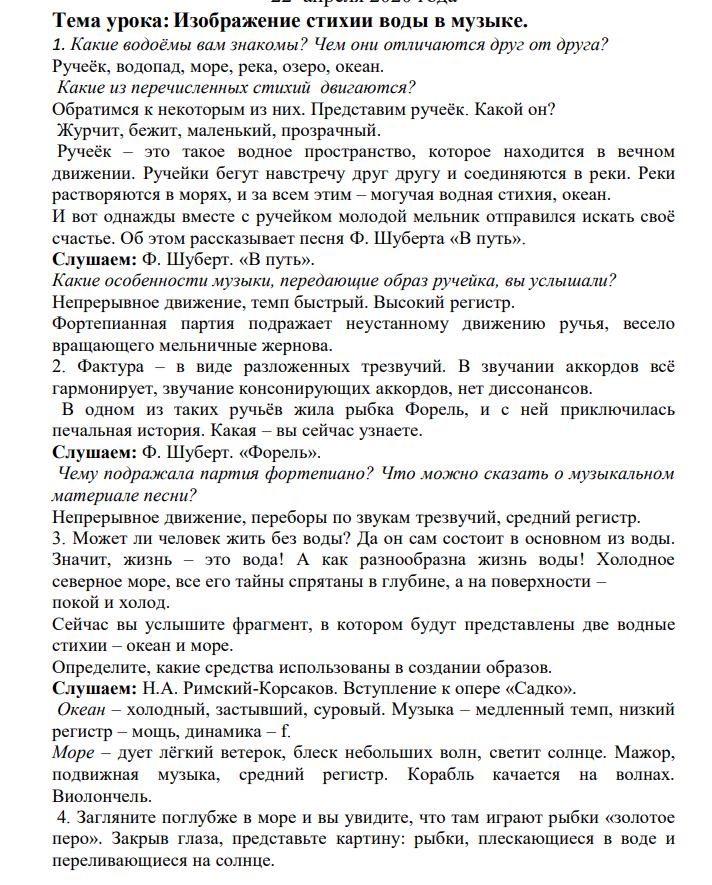 22 апреля 2020 года
Тема урока: Изображение стихии воды в музыке.
1. Какие водоёмы вам знакомы? Чем они отличаются друг от друга?
Ручеёк, водопад, море, река, озеро, океан.
Какие из перечисленных стихий двигаются?
Обратимся к некоторым из них. Представим ручеёк. Какой он?
Журчит, бежит, маленький, прозрачный.
Ручеёк – это такое водное пространство, которое находится в вечном
движении. Ручейки бегут навстречу друг другу и соединяются в реки. Реки
растворяются в морях, и за всем этим – могучая водная стихия, океан.
И вот однажды вместе с ручейком молодой мельник отправился искать своё
счастье. Об этом рассказывает песня Ф. Шуберта «В путь».
Слушаем: Ф. Шуберт. «В путь».
Какие особенности музыки, передающие образ ручейка, вы услышали?
Непрерывное движение, темп быстрый. Высокий регистр.
Фортепианная партия подражает неустанному движению ручья, весело
вращающего мельничные жернова.
2. Фактура – в виде разложенных трезвучий. В звучании аккордов всё
гармонирует, звучание консонирующих аккордов, нет диссонансов.
В одном из таких ручьёв жила рыбка Форель, и с ней приключилась
печальная история. Какая – вы сейчас узнаете.
Слушаем: Ф. Шуберт. «Форель».
Чему подражала партия фортепиано? Что можно сказать о музыкальном
материале песни?
Непрерывное движение, переборы по звукам трезвучий, средний регистр.
3. Может ли человек жить без воды? Да он сам состоит в основном из воды.
Значит, жизнь – это вода! А как разнообразна жизнь воды! Холодное
северное море, все его тайны спрятаны в глубине, а на поверхности –
покой и холод.
Сейчас вы услышите фрагмент, в котором будут представлены две водные
стихии – океан и море.
Определите, какие средства использованы в создании образов.
Слушаем: Н.А. Римский-Корсаков. Вступление к опере «Садко».
Океан – холодный, застывший, суровый. Музыка – медленный темп, низкий
регистр – мощь, динамика – f.
Море – дует лёгкий ветерок, блеск небольших волн, светит солнце. Мажор,
подвижная музыка, средний регистр. Корабль качается на волнах.
Виолончель.
4. Загляните поглубже в море и вы увидите, что там играют рыбки «золотое
перо». Закрыв глаза, представьте картину: рыбки, плескающиеся в воде и
переливающиеся на солнце.